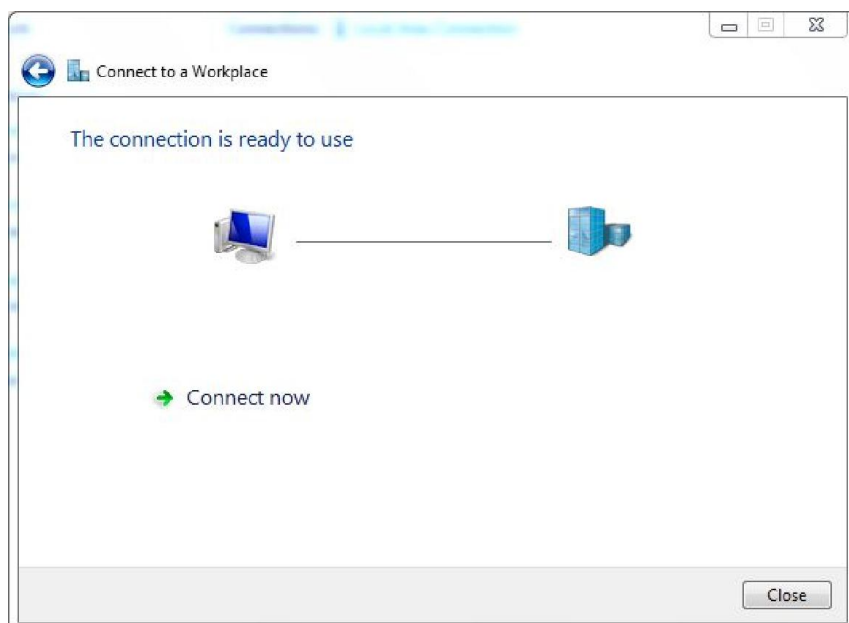 Connect to a Workplace
The connection is ready to use
Connect now
Close